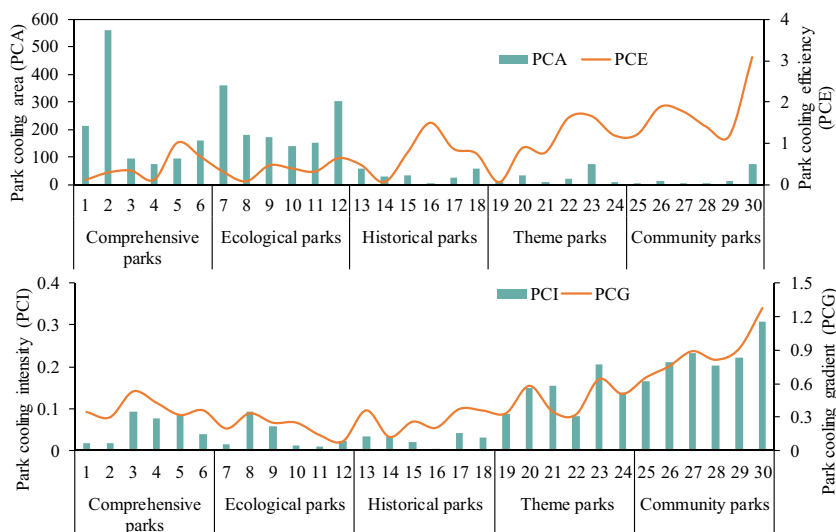 600
500
400
300
200
100
0
Park cooling area (PCA)
PCA PCE
4
3
2
1
0
Park cooling efficiency
(PCE)
1 2 3 4 5 6 7 8 9 10 11 12 13 14 15 16 17 18 19 20 21 22 23 24 25 26 27 28 29 30
Comprehensive Ecological parks Historical parks Theme parks Community parks
parks
0.4
0.3
0.2
0.1
0
Park cooling intensity (PCI)
PCI PCG
1.5
1.2
0.9
0.6
0.3
0
Park cooling gradient (PCG)
1 2 3 4 5 6 7 8 9 10 11 12 13 14 15 16 17 18 19 20 21 22 23 24 25 26 27 28 29 30
Comprehensive Ecological parks Historical parks Theme parks Community parks
parks